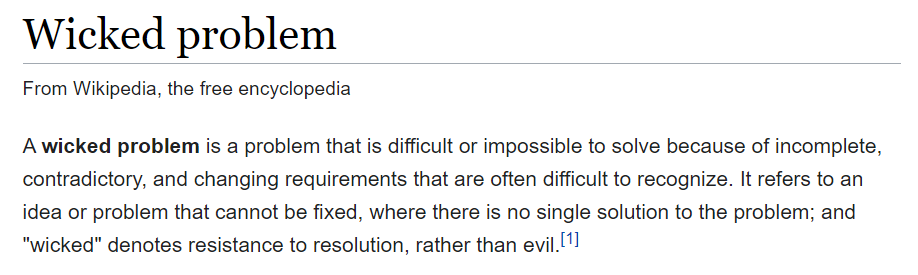 Wicked problem
From Wikipedia, the free encyclopedia
A wicked problem is a problem that is difficult or impossible to solve because of incomplete,
contradictory, and changing requirements that are often difficult to recognize. It refers to an
idea or problem that cannot be fixed, where there is no single solution to the problem; and
"wicked" denotes resistance to resolution, rather than evil.[1]